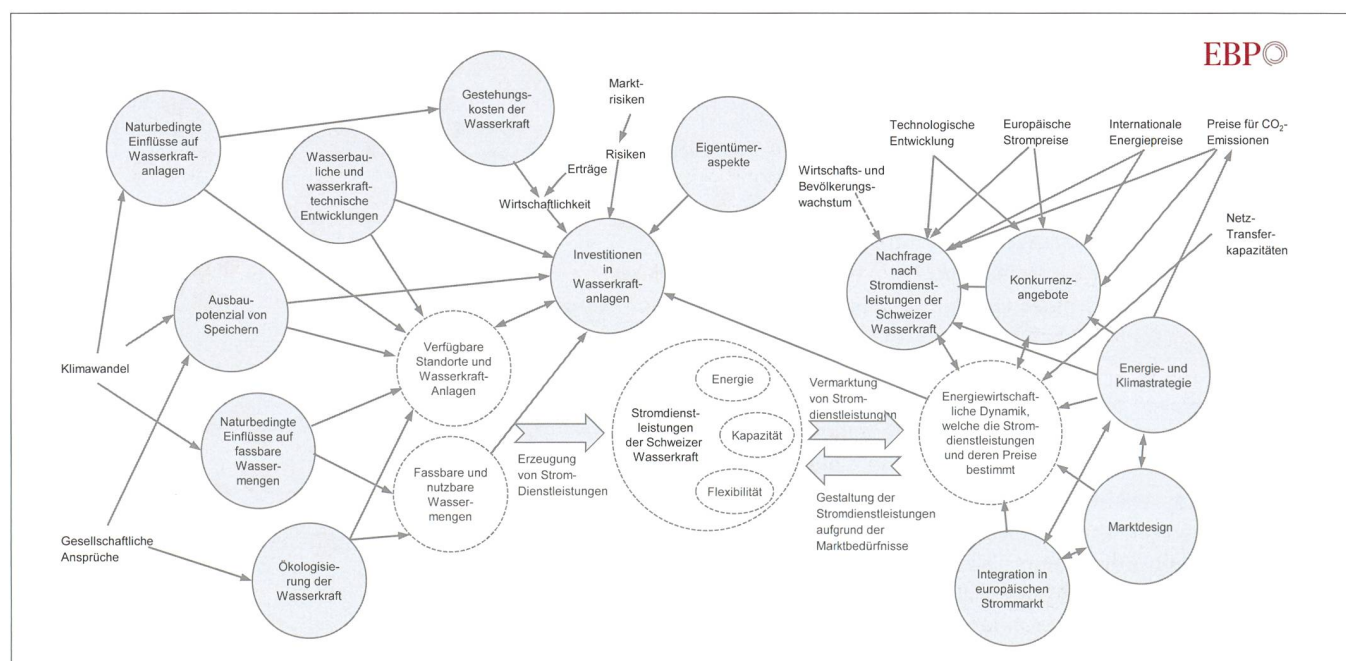 EBP
Naturbedingte
Einflüsse auf
Wasserkraft-
anlagen
Gestehungs-
kosten der
Wasserkraft
Markt-
risiken
Risiken
Erträge
Wirtschaftlichkeit
Wasserbau-
liche und
wasserkraft-
technische
Entwicklungen
Eigentümer-
aspekte
Investitionen
in
Wasserkraft-
anlagen
Ausbau-
potenzial von
Speichern
Klimawandel
Verfügbare
Standorte und
Wasserkraft-
Anlagen
Naturbedingte
Einflüsse auf
fassbare
Wasser-
mengen
Fassbare und
nutzbare
Wasser-
mengen
Gesellschaftliche
Ansprüche
Ökologisie-
rung der
Wasserkraft
Erzeugung
von Strom-
Dienstleistungen
Stromdienst-
leistungen
der Schweizer
Wasserkraft
Energie
Kapazität
Flexibilität
Vermarktung
von Strom-
dienstleistungen
Gestaltung der
Stromdienstleistungen
aufgrund der
Marktbedürfnisse
Technologische
Entwicklung
Europäische
Strompreise
Internationale
Energiepreise
Preise für CO₂-
Emissionen
Wirtschafts- und
Bevölkerungs-
wachstum
Netz-
Transfer-
kapazitäten
Nachfrage
nach
Stromdienst-
leistungen der
Schweizer
Wasserkraft
Konkurrenz-
angebote
Energie- und
Klimastrategie
Energiewirtschaft-
liche Dynamik,
welche die Strom-
dienstleistungen
und deren Preise
bestimmt
Marktdesign
Integration in
europäischen
Strommarkt